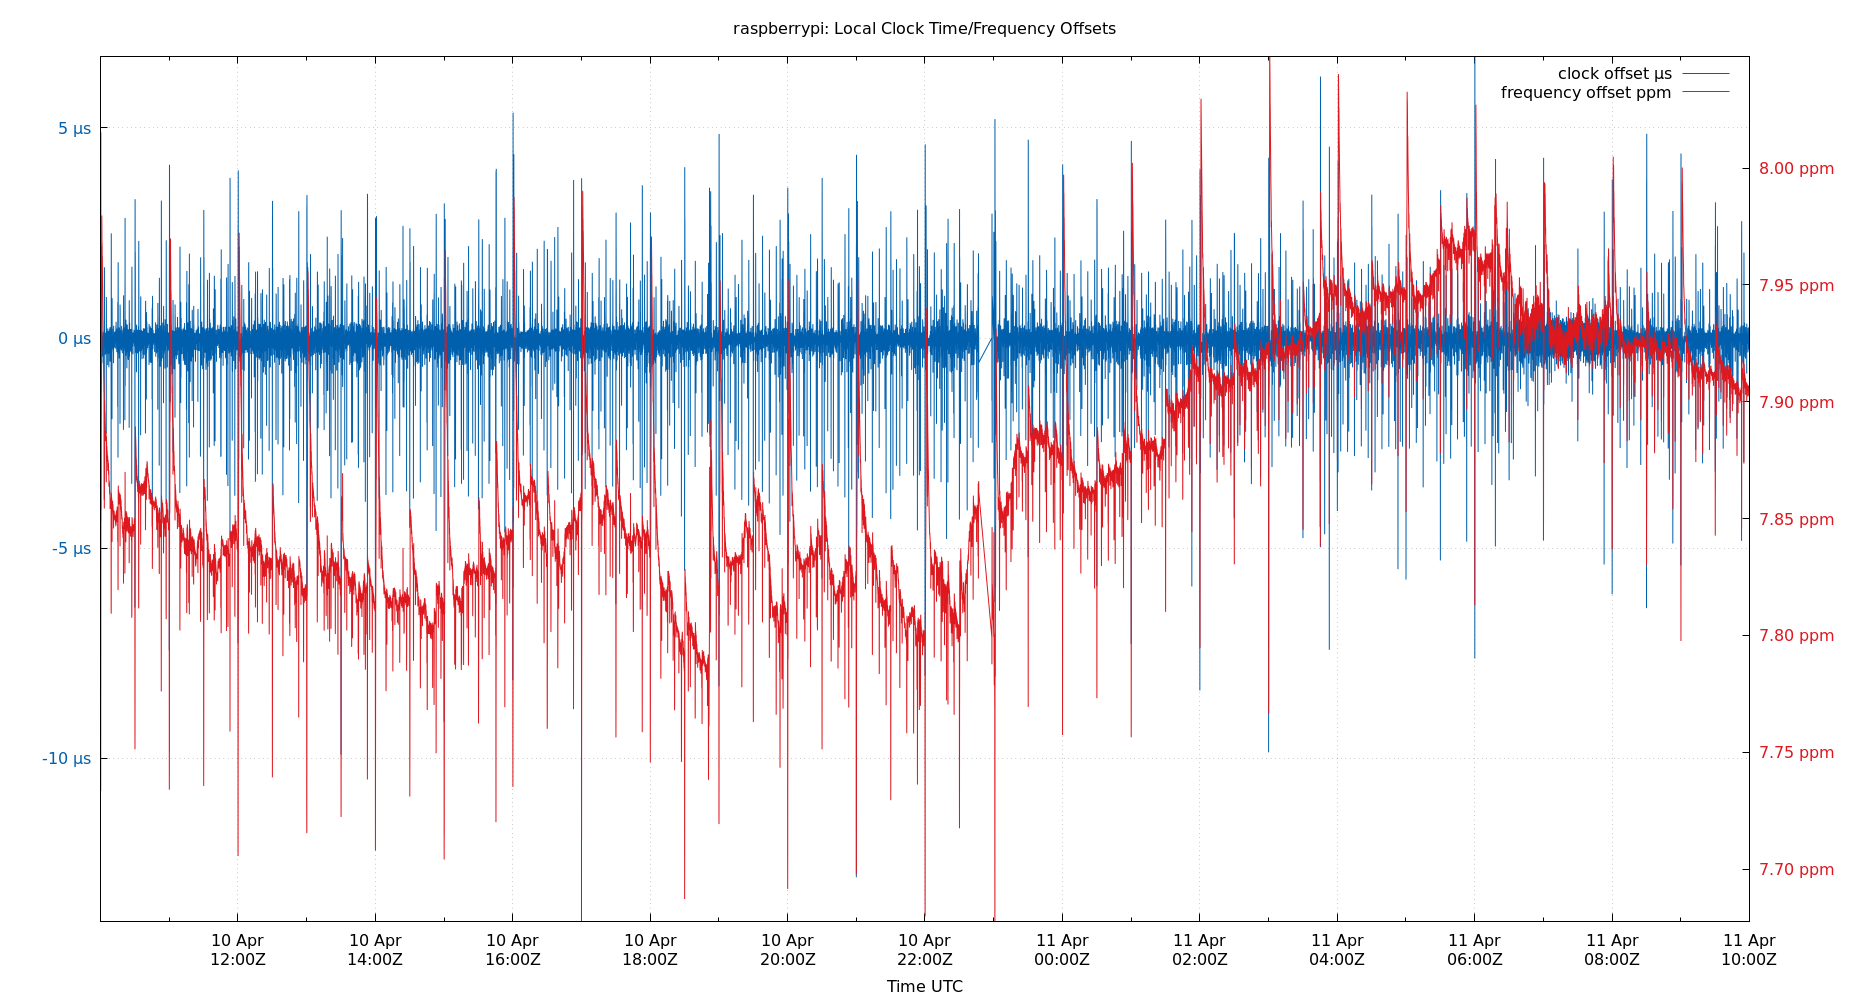 raspberrypi: Local Clock Time/Frequency Offsets
clock offset µs
frequency offset ppm
5 µs
0 µs
-5 µs
-10 µs
8.00 ppm
7.95 ppm
7.90 ppm
7.85 ppm
7.80 ppm
7.75 ppm
7.70 ppm
10 Apr 10 Apr 10 Apr 10 Apr 10 Apr 10 Apr 11 Apr 11 Apr 11 Apr 11 Apr 11 Apr 11 Apr
12:00Z 14:00Z 16:00Z 18:00Z 20:00Z 22:00Z 00:00Z 02:00Z 04:00Z 06:00Z 08:00Z 10:00Z
Time UTC